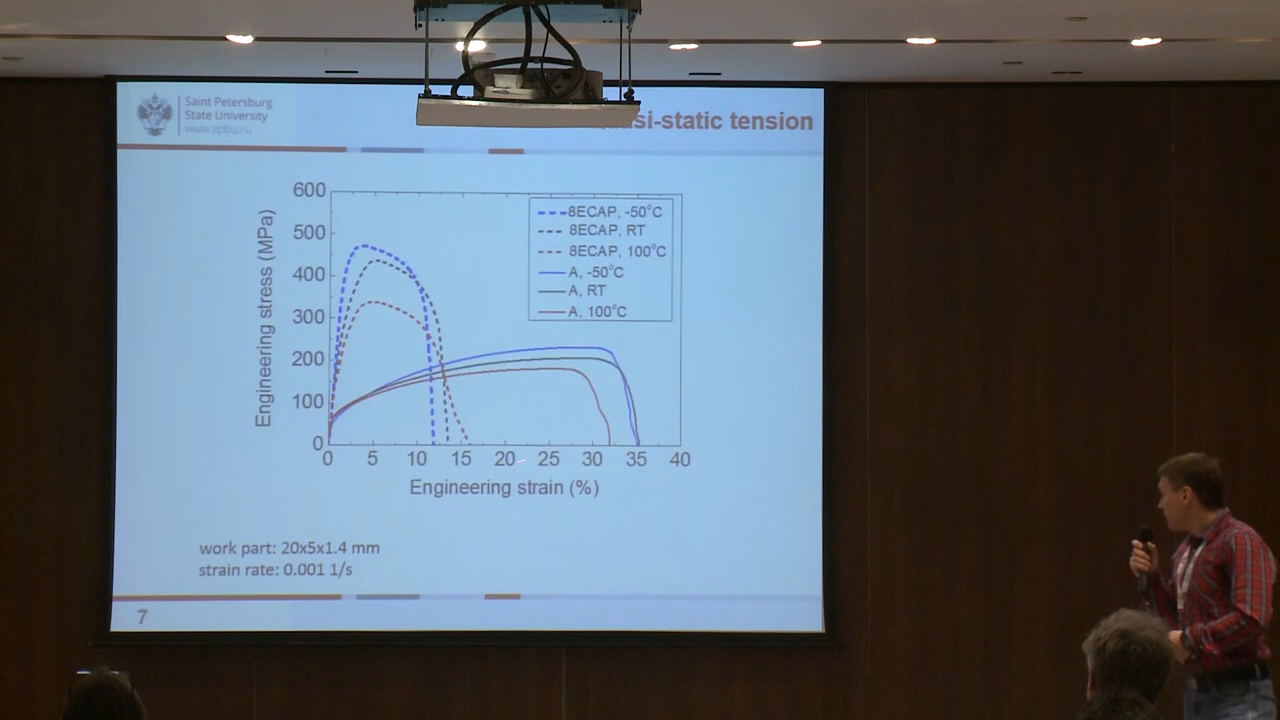 Saint Petersburg
State University
www.spbu.ru
si-static tension
600
500
400
300
200
100
0
Engineering stress (MPa)
8ECAP, -50°C
8ECAP, RT
8ECAP, 100°C
A, -50°C
A, RT
A, 100°C
0 5 10 15 20 25 30 35 40
Engineering strain (%)
work part: 20x5x1.4 mm
strain rate: 0.001 1/s
7